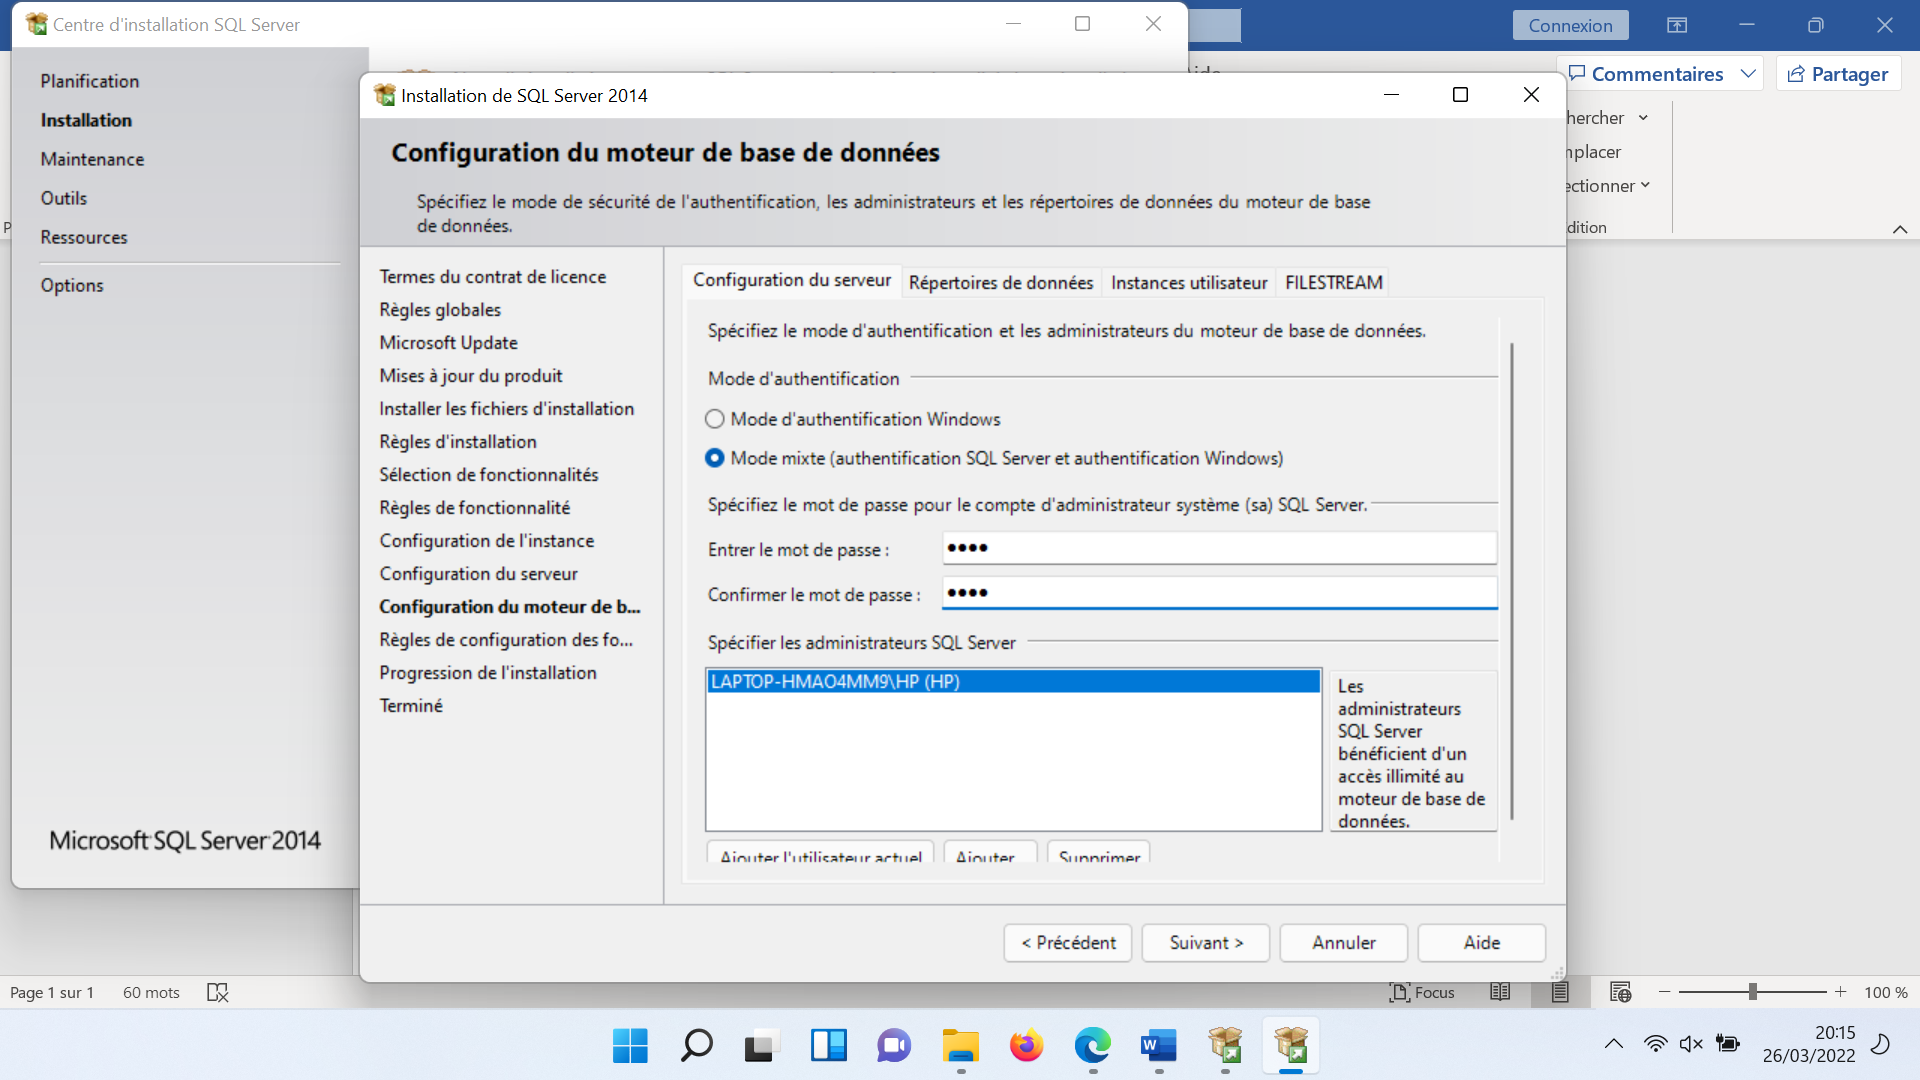 Centre d'installation SQL Server
Connexion
Planification
Installation
Maintenance
Outils
Ressources
Options
Microsoft SQL Server 2014
Commentaires
Partager
Installation de SQL Server 2014
Configuration du moteur de base de données
Spécifiez le mode de sécurité de l'authentification, les administrateurs et les répertoires de données du moteur de base
de données.
Termes du contrat de licence
Règles globales
Microsoft Update
Mises à jour du produit
Installer les fichiers d'installation
Règles d'installation
Sélection de fonctionnalités
Règles de fonctionnalité
Configuration de l'instance
Configuration du serveur
Configuration du moteur de b...
Règles de configuration des fo...
Progression de l'installation
Terminé
Configuration du serveur
Répertoires de données
Instances utilisateur
FILESTREAM
Spécifiez le mode d'authentification et les administrateurs du moteur de base de données.
Mode d'authentification
Mode d'authentification Windows
Mode mixte (authentification SQL Server et authentification Windows)
Spécifiez le mot de passe pour le compte d'administrateur système (sa) SQL Server.
Entrer le mot de passe : ●●●●
Confirmer le mot de passe : ●●●●
Spécifier les administrateurs SQL Server
LAPTOP-HMAO4MM9\HP (HP)
Les
administrateurs
SQL Server
bénéficient d'un
accès illimité au
moteur de base de
données.
Ajouter l'utilisateur actuel
Ajouter...
Supprimer
< Précédent
Suivant >
Annuler
Aide
hercher
nplacer
ectionner
dition
Page 1 sur 1
60 mots
Focus
100 %
20:15
26/03/2022